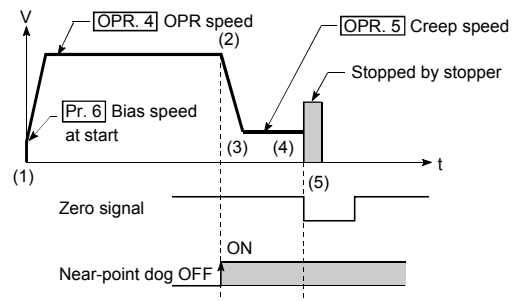 V
OPR. 4 OPR speed
(2)
OPR. 5 Creep speed
Stopped by stopper
Pr. 6 Bias speed
at start
(3)
(4)
t
(1)
(5)
Zero signal
ON
Near-point dog OFF